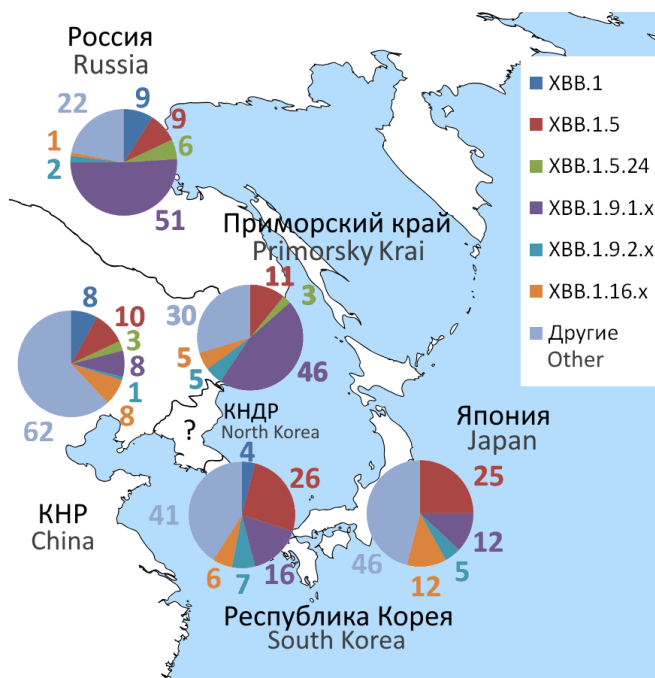 Россия
Russia
22
9
9
6
1
2
51
Приморский край
Primorsky Krai
11
3
30
5
5
46
8
10
3
8
1
8
62
КНДР
North Korea
?
КНР
China
4
26
41
16
7
6
Республика Корея
South Korea
Япония
Japan
25
12
5
12
46
XBB.1
XBB.1.5
XBB.1.5.24
XBB.1.9.1.x
XBB.1.9.2.x
XBB.1.16.x
Другие
Other